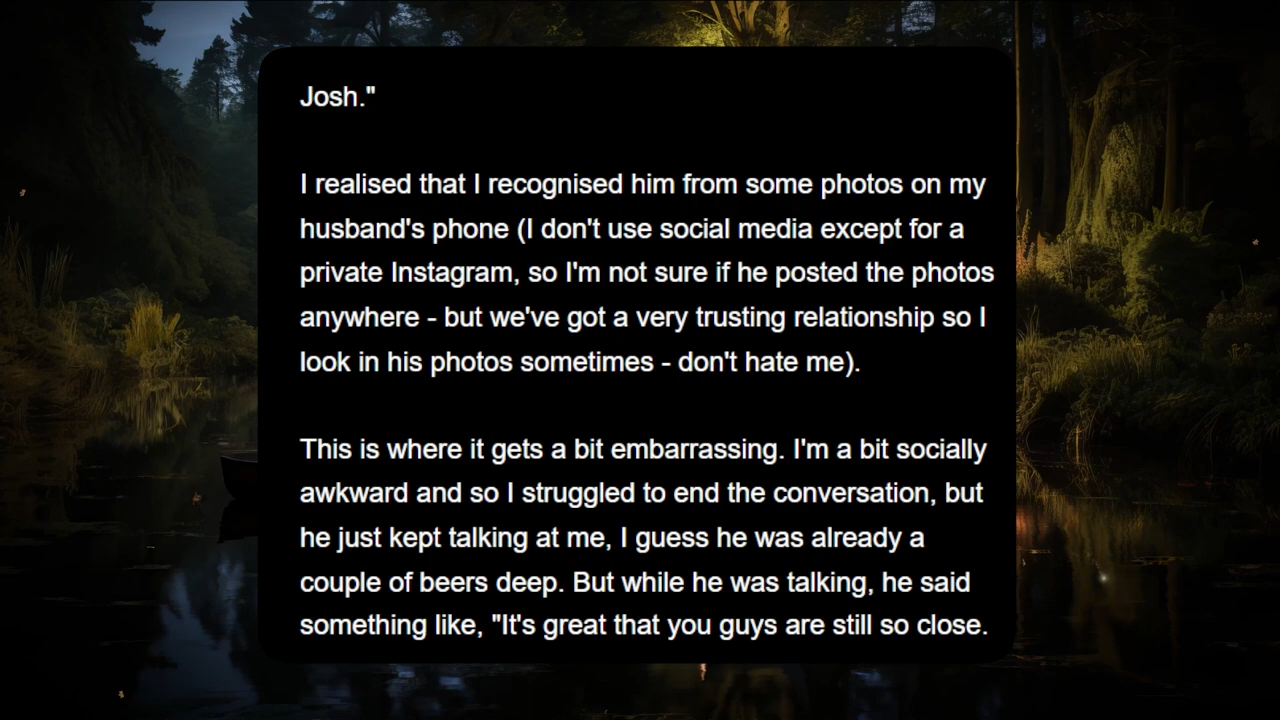 Josh."
I realised that I recognised him from some photos on my
husband's phone (I don't use social media except for a
private Instagram, so I'm not sure if he posted the photos
anywhere - but we've got a very trusting relationship so I
look in his photos sometimes - don't hate me).
This is where it gets a bit embarrassing. I'm a bit socially
awkward and so I struggled to end the conversation, but
he just kept talking at me, I guess he was already a
couple of beers deep. But while he was talking, he said
something like, "It's great that you guys are still so close.